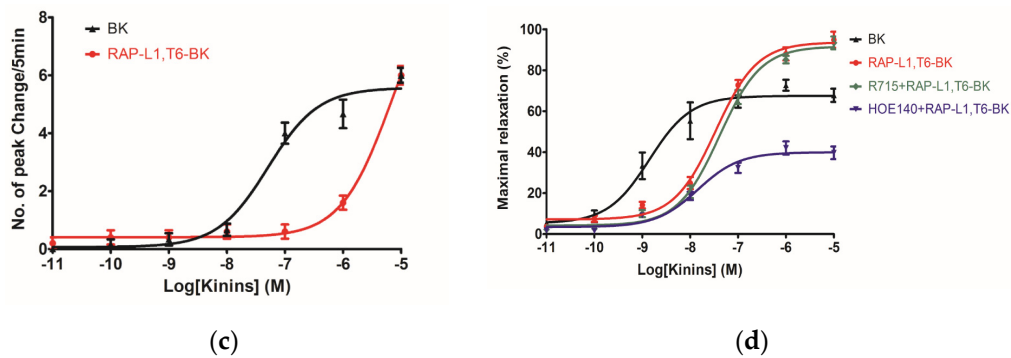 BK
RAP-L1,T6-BK
No. of peak Change/5min
8
6
4
2
0
-11 -10 -9 -8 -7 -6 -5
Log[Kinins] (M)
(c)
BK
RAP-L1,T6-BK
R715+RAP-L1,T6-BK
HOE140+RAP-L1,T6-BK
Maximal relaxation (%)
100
80
60
40
20
0
-11 -10 -9 -8 -7 -6 -5
Log[Kinins] (M)
(d)